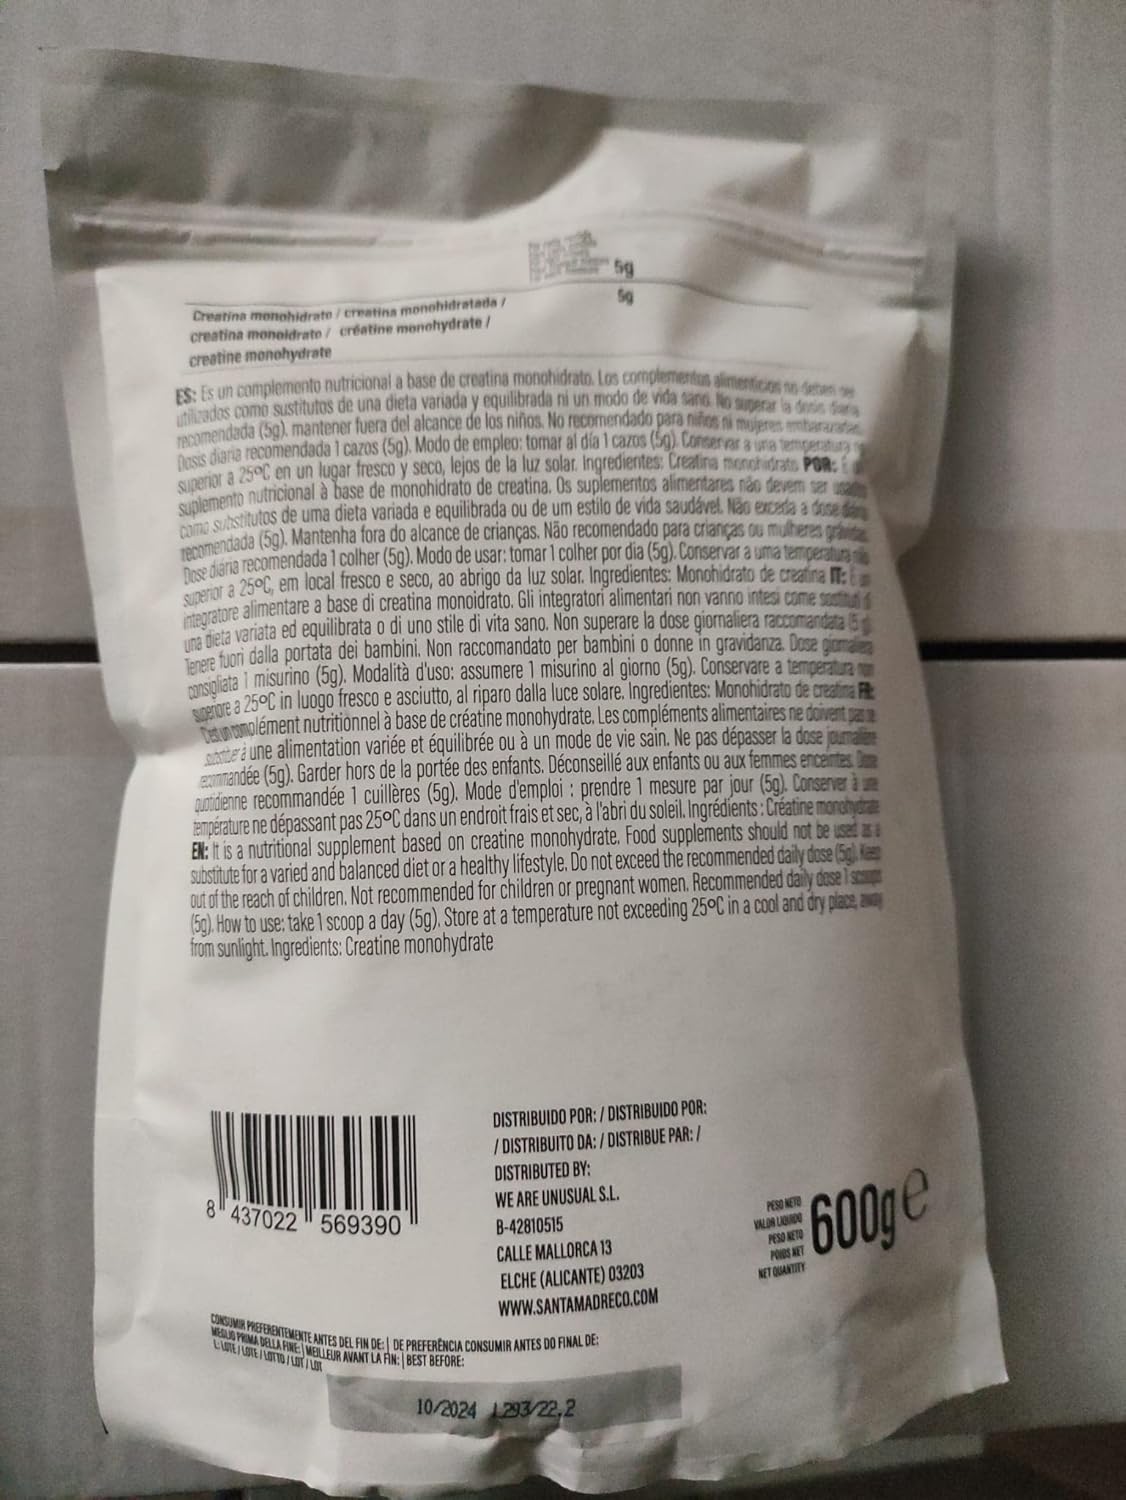 5g
Creatina monohidrato / creatina monohidratada / 5g
creatina monoidrato / créatine monohydrate /
creatine monohydrate
ES: Es un complemento nutricional a base de creatina monohidrato. Los complementos alimenticios no deben ser
utilizados como sustitutos de una dieta variada y equilibrada ni un modo de vida sano. No superar la dosis diaria
recomendada (5g). mantener fuera del alcance de los niños. No recomendado para niños ni mujeres embarazadas.
Dosis diaria recomendada 1 cazos (5g). Modo de empleo: tomar al día 1 cazos (5g). Conservar a una temperatura no
superior a 25ºC en un lugar fresco y seco, lejos de la luz solar. Ingredientes: Creatina monohidrato POR: É um
suplemento nutricional à base de monohidrato de creatina. Os suplementos alimentares não devem ser usados
como substitutos de uma dieta variada e equilibrada ou de um estilo de vida saudável. Não exceda a dose diária
recomendada (5g). Mantenha fora do alcance de crianças. Não recomendado para crianças ou mulheres grávidas.
Dose diária recomendada 1 colher (5g). Modo de usar: tomar 1 colher por dia (5g). Conservar a uma temperatura não
superior a 25ºC, em local fresco e seco, ao abrigo da luz solar. Ingredientes: Monohidrato de creatina IT: È un
integratore alimentare a base di creatina monoidrato. Gli integratori alimentari non vanno intesi come sostituti di
una dieta variata ed equilibrata o di uno stile di vita sano. Non superare la dose giornaliera raccomandata (5 g).
Tenere fuori dalla portata dei bambini. Non raccomandato per bambini o donne in gravidanza. Dose giornaliera
consigliata 1 misurino (5g). Modalità d'uso: assumere 1 misurino al giorno (5g). Conservare a temperatura non
superiore a 25ºC in luogo fresco e asciutto, al riparo dalla luce solare. Ingredientes: Monohidrato de creatina FR:
C'est un complément nutritionnel à base de créatine monohydrate. Les compléments alimentaires ne doivent pas se
substituer à une alimentation variée et équilibrée ou à un mode de vie sain. Ne pas dépasser la dose journalière
recommandée (5g). Garder hors de la portée des enfants. Déconseillé aux enfants ou aux femmes enceintes. Dose
quotidienne recommandée 1 cuillères (5g). Mode d'emploi : prendre 1 mesure par jour (5g). Conserver à une
température ne dépassant pas 25ºC dans un endroit frais et sec, à l'abri du soleil. Ingrédients : Créatine monohydrate
EN: It is a nutritional supplement based on creatine monohydrate. Food supplements should not be used as a
substitute for a varied and balanced diet or a healthy lifestyle. Do not exceed the recommended daily dose (5g). Keep
out of the reach of children. Not recommended for children or pregnant women. Recommended daily dose 1 scoops
(5g). How to use: take 1 scoop a day (5g). Store at a temperature not exceeding 25ºC in a cool and dry place, away
from sunlight. Ingredients: Creatine monohydrate
8 437022 569390
DISTRIBUIDO POR: / DISTRIBUIDO POR:
/ DISTRIBUITO DA: / DISTRIBUE PAR: /
DISTRIBUTED BY:
WE ARE UNUSUAL S.L.
B-42810515
CALLE MALLORCA 13
ELCHE (ALICANTE) 03203
WWW.SANTAMADRECO.COM
PESO NETO
VALOR LIQUIDO
PESO NETO
POIDS NET
NET QUANTITY
600g e
CONSUMIR PREFERENTEMENTE ANTES DEL FIN DE: | DE PREFERÊNCIA CONSUMIR ANTES DO FINAL DE:
MEGLIO PRIMA DELLA FINE: | MEILLEUR AVANT LA FIN: | BEST BEFORE:
L: LOTE / LOTE / LOTTO / LOT / LOT
10/2024 L293/22,2